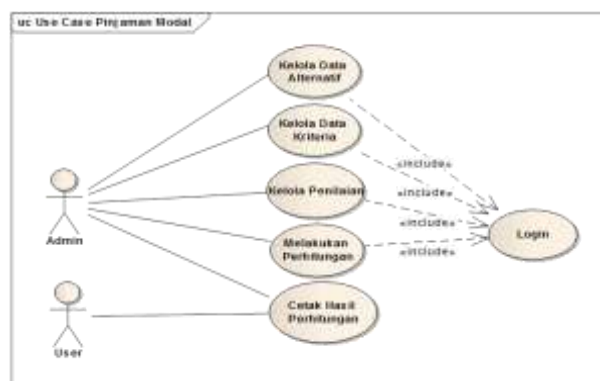 uc Use Case Pinjaman Modal
Kelola Data
Alternatif
Kelola Data
Kriteria
«include»
«include»
Kelola Penilaian
«include»
Admin
Melakukan
Perhitungan
«include»
Login
Cetak Hasil
Perhitungan
User